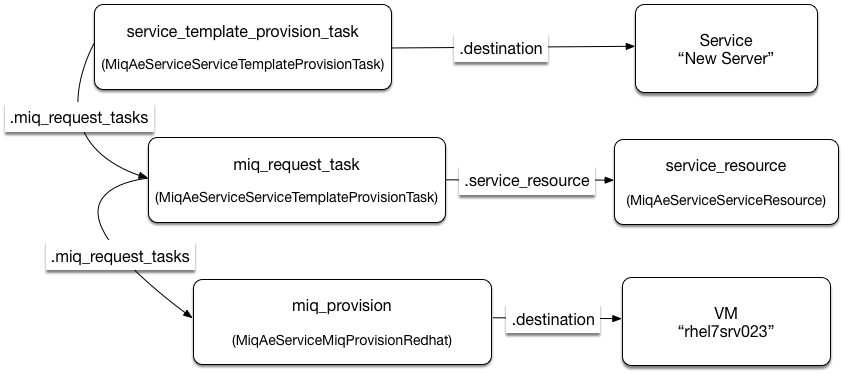 service_template_provision_task
(MiqAeServiceServiceTemplateProvisionTask)
.destination
Service
“New Server”
.miq_request_tasks
miq_request_task
(MiqAeServiceServiceTemplateProvisionTask)
.service_resource
service_resource
(MiqAeServiceServiceResource)
.miq_request_tasks
miq_provision
(MiqAeServiceMiqProvisionRedhat)
.destination
VM
“rhel7srv023”